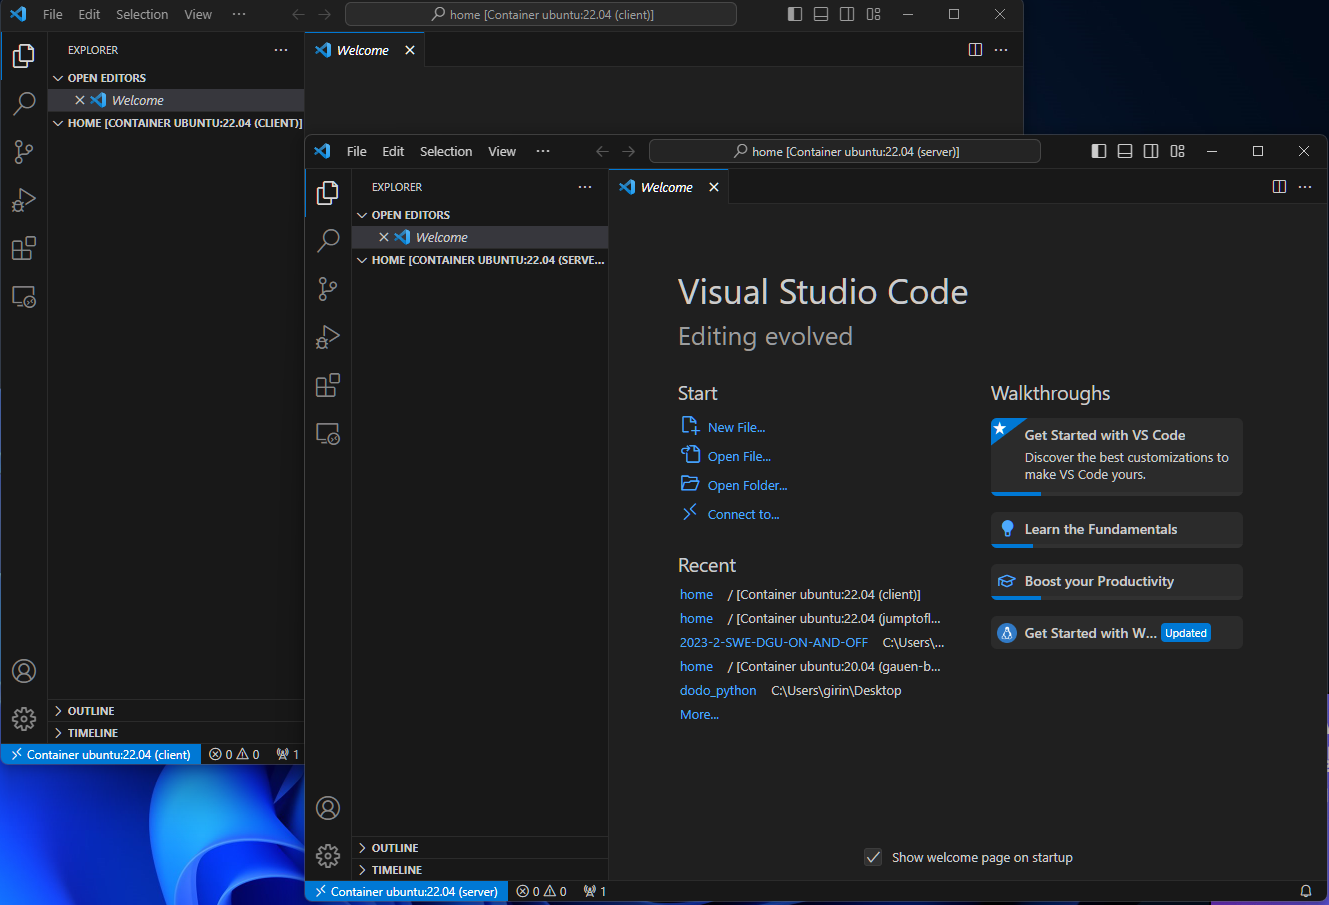 File Edit Selection View ··· home [Container ubuntu:22.04 (client)]
EXPLORER ···
Welcome
OPEN EDITORS
Welcome
HOME [CONTAINER UBUNTU:22.04 (CLIENT)]
OUTLINE
TIMELINE
Container ubuntu:22.04 (client) 0 0 1
File Edit Selection View ··· home [Container ubuntu:22.04 (server)]
EXPLORER ···
Welcome
OPEN EDITORS
Welcome
HOME [CONTAINER UBUNTU:22.04 (SERVE...
Visual Studio Code
Editing evolved
Start
New File...
Open File...
Open Folder...
Connect to...
Recent
home / [Container ubuntu:22.04 (client)]
home / [Container ubuntu:22.04 (jumptofl...
2023-2-SWE-DGU-ON-AND-OFF C:\Users\...
home / [Container ubuntu:20.04 (gauen-b...
dodo_python C:\Users\girin\Desktop
More...
Walkthroughs
Get Started with VS Code
Discover the best customizations to
make VS Code yours.
Learn the Fundamentals
Boost your Productivity
Get Started with W... Updated
Show welcome page on startup
OUTLINE
TIMELINE
Container ubuntu:22.04 (server) 0 0 1